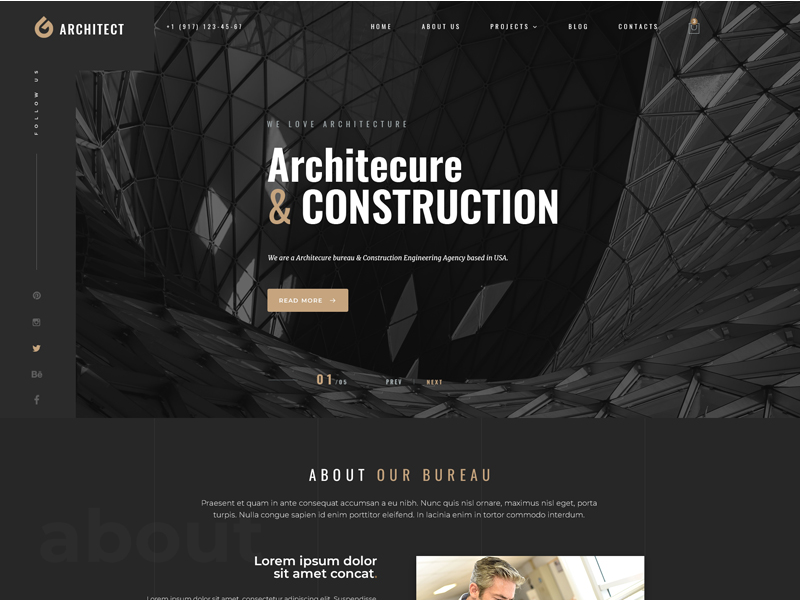 ARCHITECT
+1 (917) 123-45-67
HOME
ABOUT US
PROJECTS
BLOG
CONTACTS
FOLLOW US
WE LOVE ARCHITECTURE
Architecure
& CONSTRUCTION
We are a Architecure bureau & Construction Engineering Agency based in USA.
READ MORE
01/05
PREV
NEXT
Bē
ABOUT OUR BUREAU
Praesent et quam in ante consequat accumsan a eu nibh. Nunc quis nisl ornare, maximus nisl eget, porta
turpis. Nulla congue sapien id enim porttitor eleifend. In lacinia enim in tortor commodo interdum.
about
Lorem ipsum dolor
sit amet concat.
Lorem ipsum dolor sit amet, consectetur adipiscing elit. Suspendisse